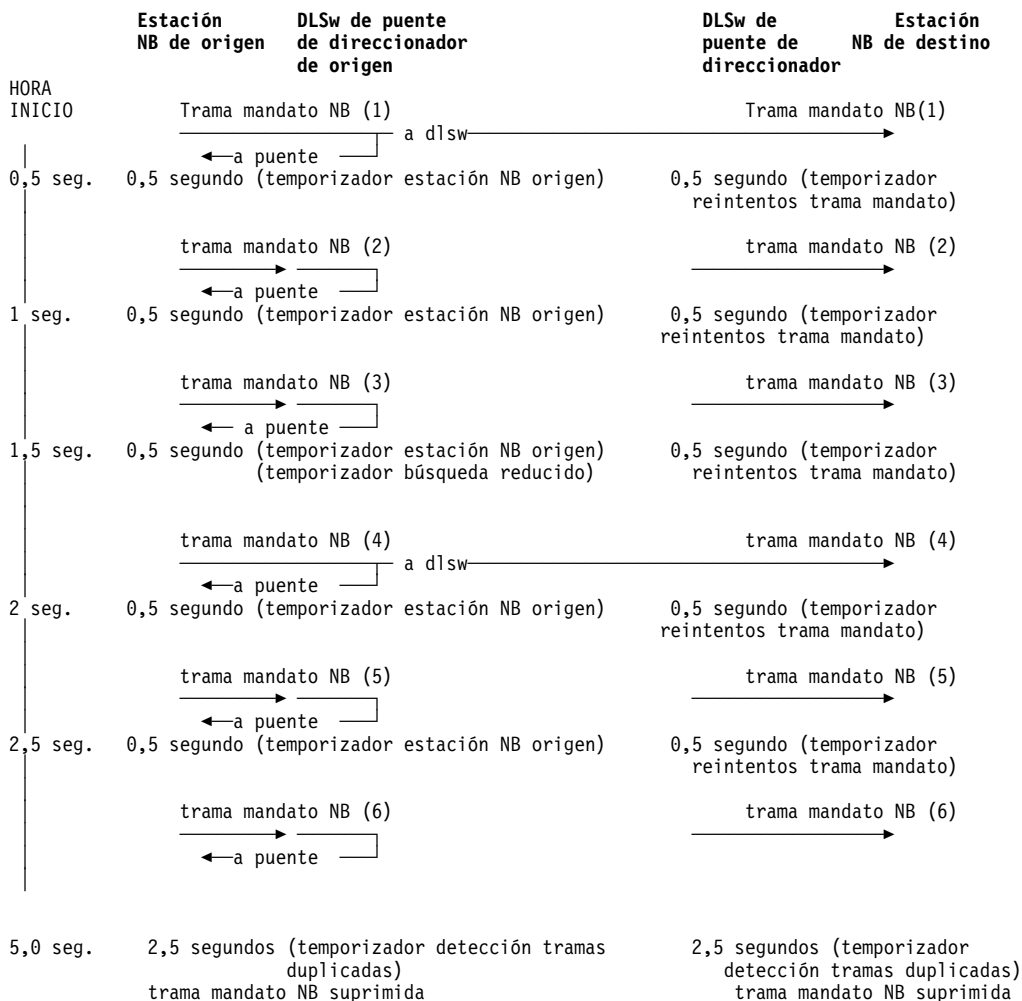 Estación DLSw de puente DLSw de Estación
NB de origen de direccionador puente de NB de destino
de origen direccionador
HORA
INICIO Trama mandato NB (1) Trama mandato NB(1)
a dlsw
a puente
0,5 seg. 0,5 segundo (temporizador estación NB origen) 0,5 segundo (temporizador
reintentos trama mandato)
trama mandato NB (2) trama mandato NB (2)
a puente
1 seg. 0,5 segundo (temporizador estación NB origen) 0,5 segundo (temporizador
reintentos trama mandato)
trama mandato NB (3) trama mandato NB (3)
a puente
1,5 seg. 0,5 segundo (temporizador estación NB origen) 0,5 segundo (temporizador
(temporizador búsqueda reducido) reintentos trama mandato)
trama mandato NB (4) trama mandato NB (4)
a dlsw
a puente
2 seg. 0,5 segundo (temporizador estación NB origen) 0,5 segundo (temporizador
reintentos trama mandato)
trama mandato NB (5) trama mandato NB (5)
a puente
2,5 seg. 0,5 segundo (temporizador estación NB origen) 0,5 segundo (temporizador
reintentos trama mandato)
trama mandato NB (6) trama mandato NB (6)
a puente
5,0 seg. 2,5 segundos (temporizador detección tramas 2,5 segundos (temporizador
duplicadas) detección tramas duplicadas)
trama mandato NB suprimida trama mandato NB suprimida